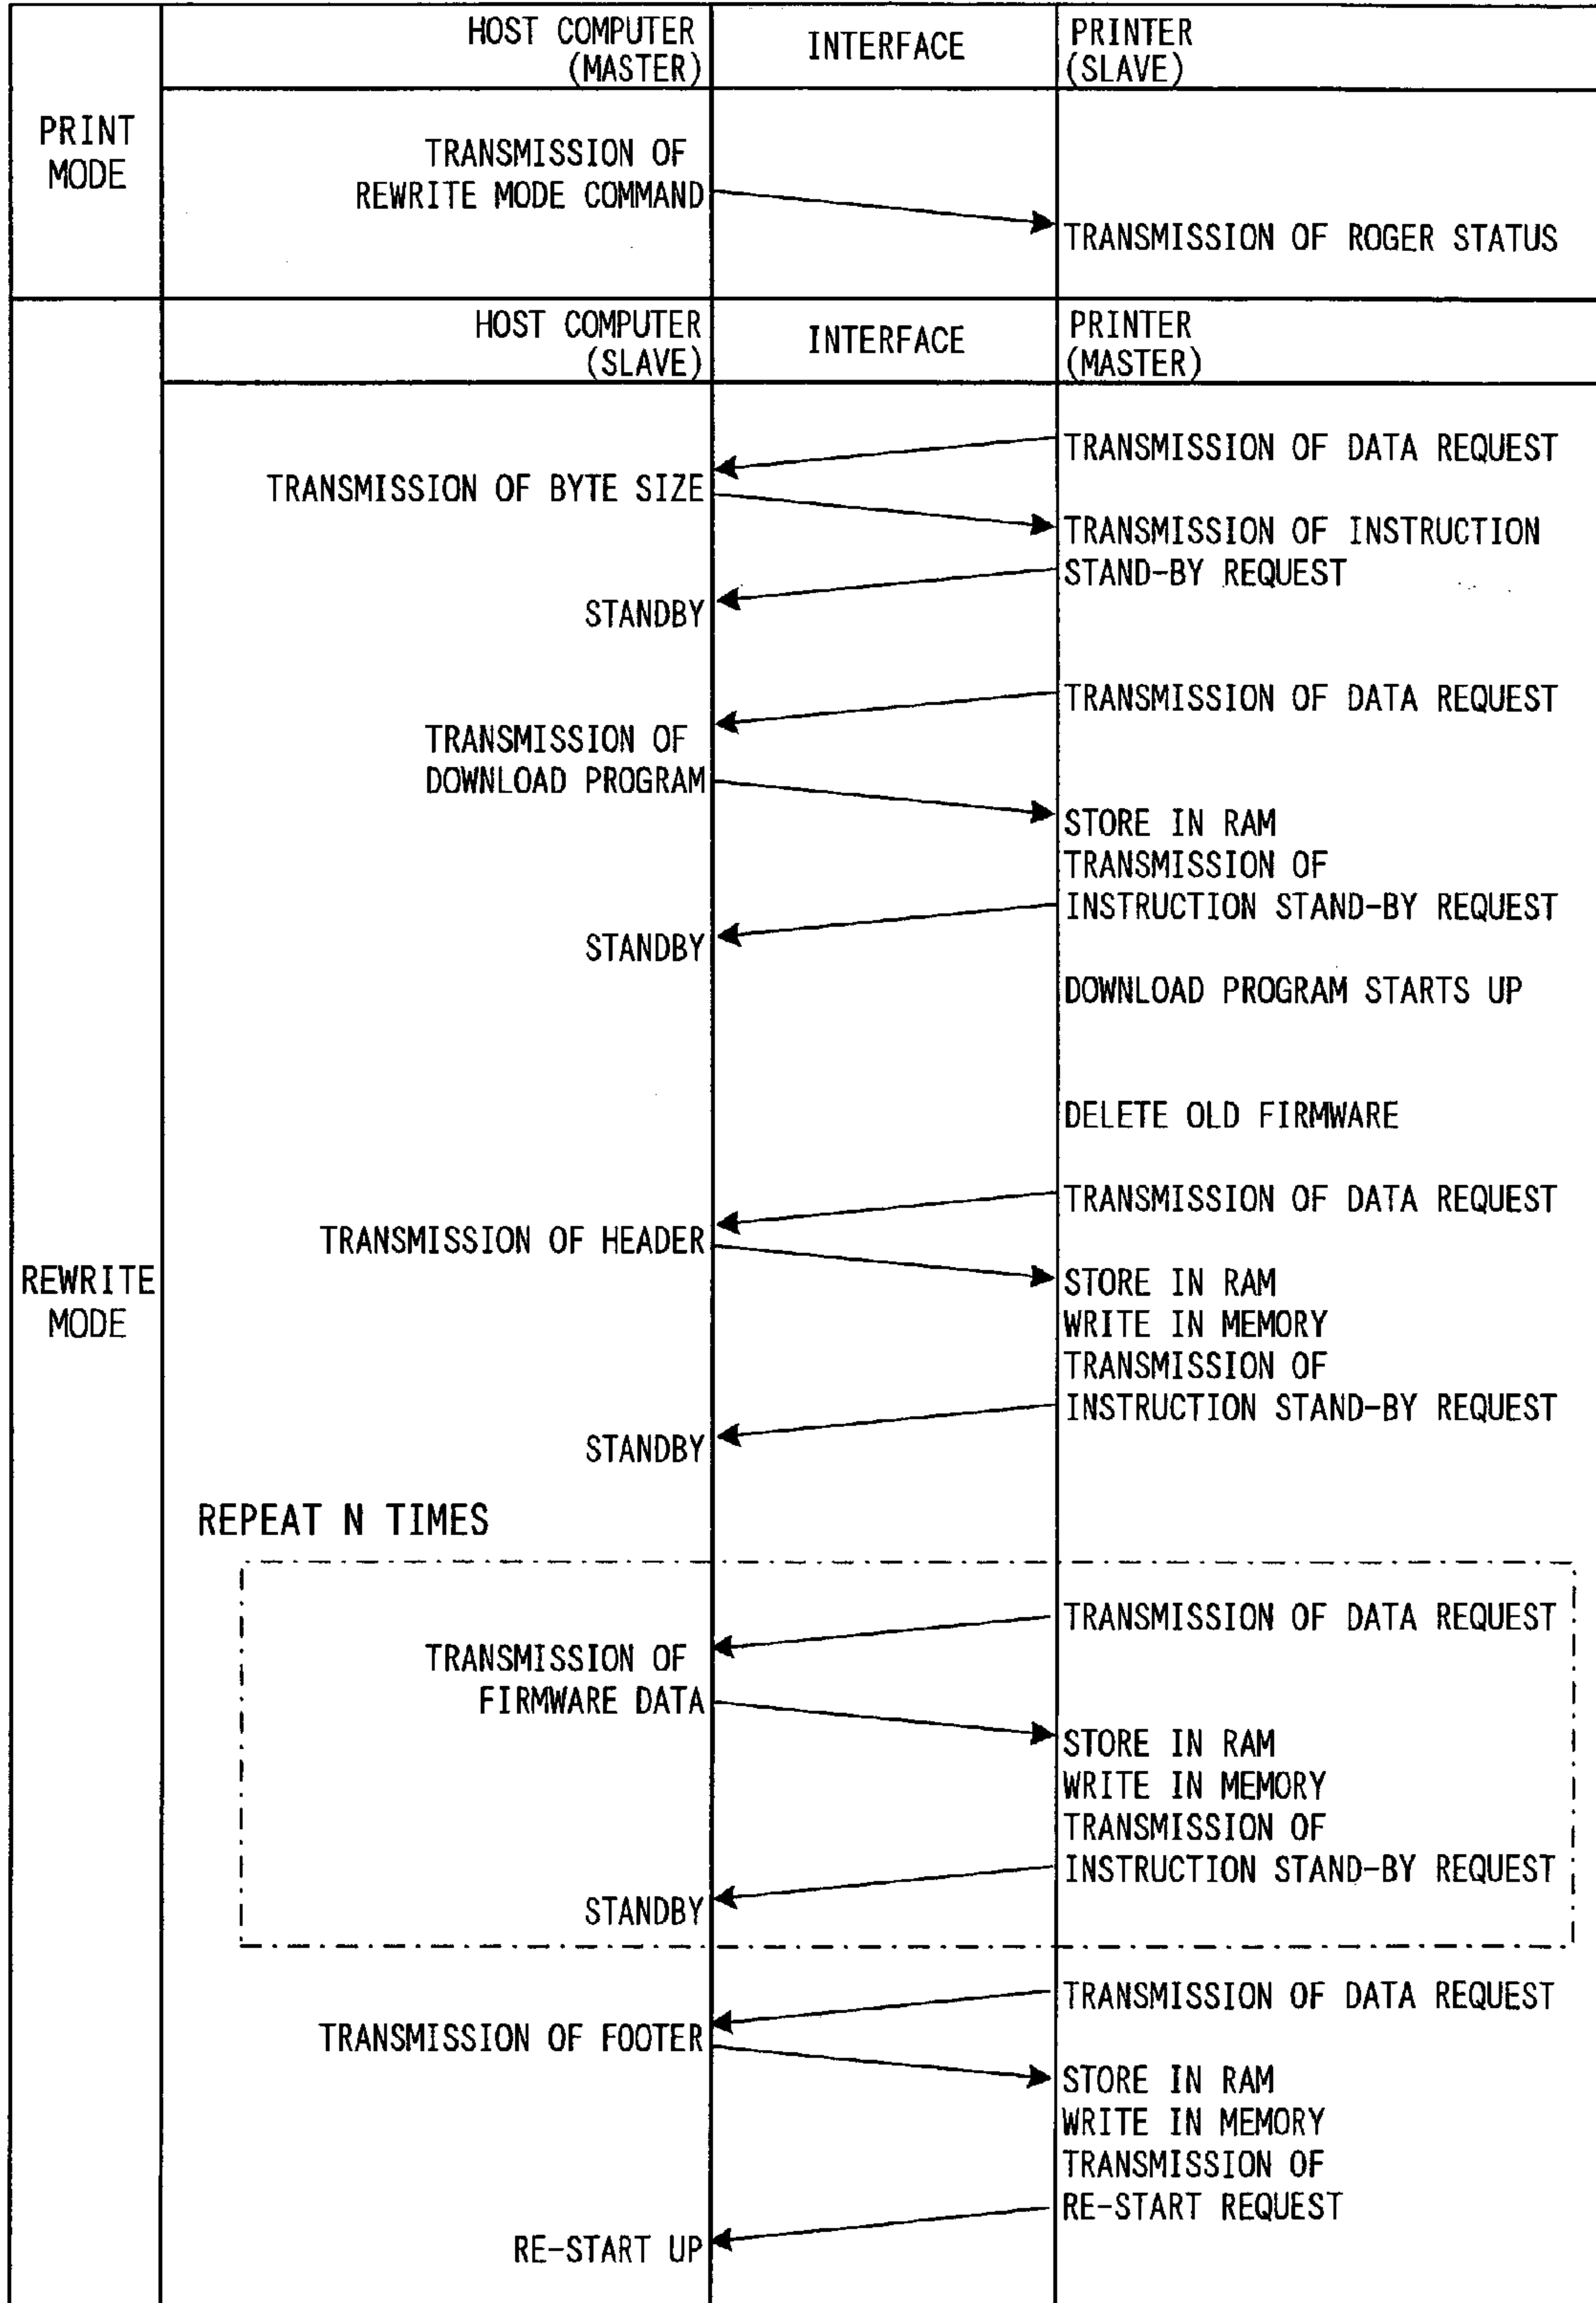 HOST COMPUTER
(MASTER)
INTERFACE
PRINTER
(SLAVE)
PRINT
MODE
TRANSMISSION OF
REWRITE MODE COMMAND
TRANSMISSION OF ROGER STATUS
HOST COMPUTER
(SLAVE)
INTERFACE
PRINTER
(MASTER)
REWRITE
MODE
TRANSMISSION OF DATA REQUEST
TRANSMISSION OF BYTE SIZE
TRANSMISSION OF INSTRUCTION
STAND-BY REQUEST
STANDBY
TRANSMISSION OF DATA REQUEST
TRANSMISSION OF
DOWNLOAD PROGRAM
STORE IN RAM
TRANSMISSION OF
INSTRUCTION STAND-BY REQUEST
STANDBY
DOWNLOAD PROGRAM STARTS UP
DELETE OLD FIRMWARE
TRANSMISSION OF DATA REQUEST
TRANSMISSION OF HEADER
STORE IN RAM
WRITE IN MEMORY
TRANSMISSION OF
INSTRUCTION STAND-BY REQUEST
STANDBY
REPEAT N TIMES
TRANSMISSION OF DATA REQUEST
TRANSMISSION OF
FIRMWARE DATA
STORE IN RAM
WRITE IN MEMORY
TRANSMISSION OF
INSTRUCTION STAND-BY REQUEST
STANDBY
TRANSMISSION OF DATA REQUEST
TRANSMISSION OF FOOTER
STORE IN RAM
WRITE IN MEMORY
TRANSMISSION OF
RE-START REQUEST
RE-START UP